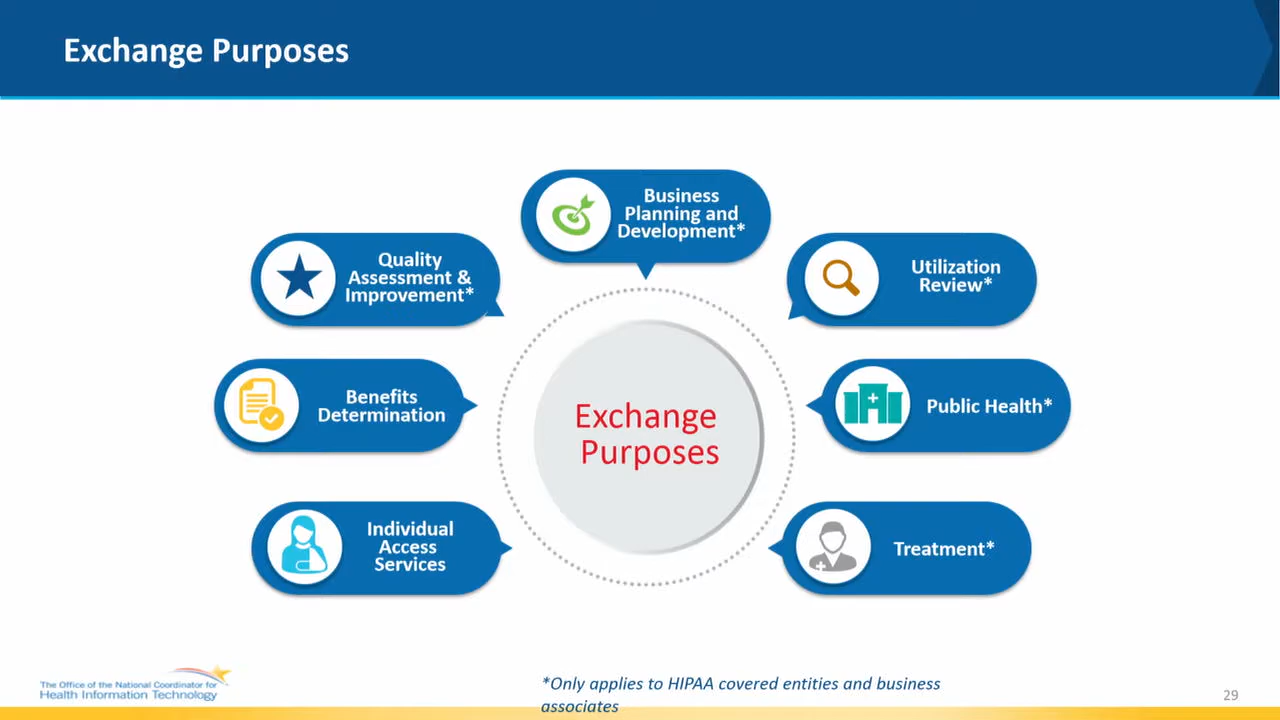 Exchange Purposes
Business
Planning and
Development*
Quality
Assessment &
Improvement*
Utilization
Review*
Benefits
Determination
Exchange
Purposes
Public Health*
Individual
Access
Services
Treatment*
The Office of the National Coordinator for
Health Information Technology
*Only applies to HIPAA covered entities and business
associates
29